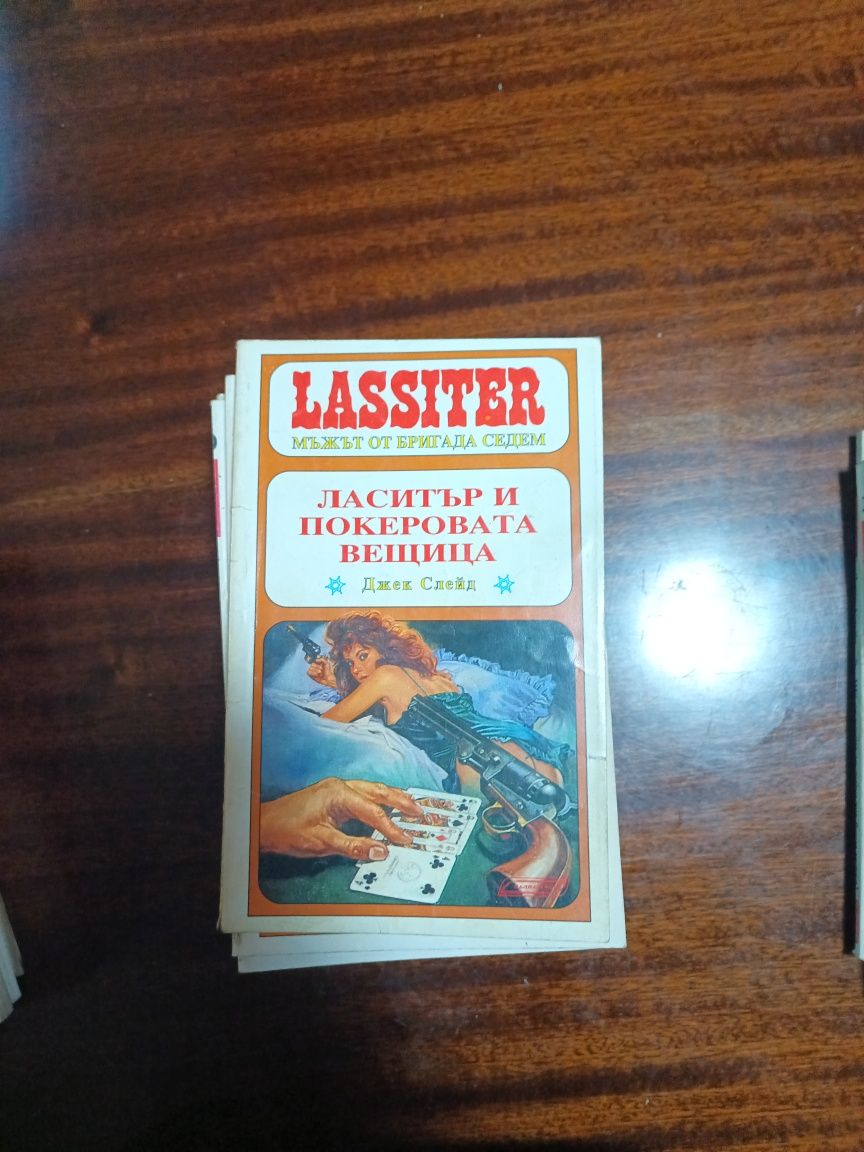 LASSITER
МЪЖЪТ ОТ БРИГАДА СЕДЕМ
ЛАСИТЪР И
ПОКЕРОВАТА
ВЕЩИЦА
Джек Слейд